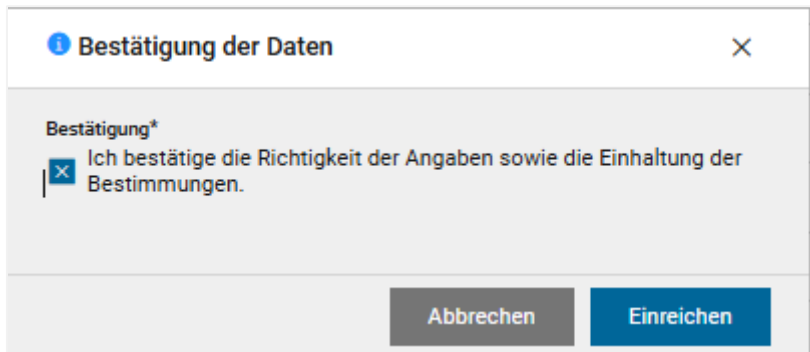 Bestätigung der Daten
Bestätigung*
Ich bestätige die Richtigkeit der Angaben sowie die Einhaltung der
Bestimmungen.
Abbrechen
Einreichen